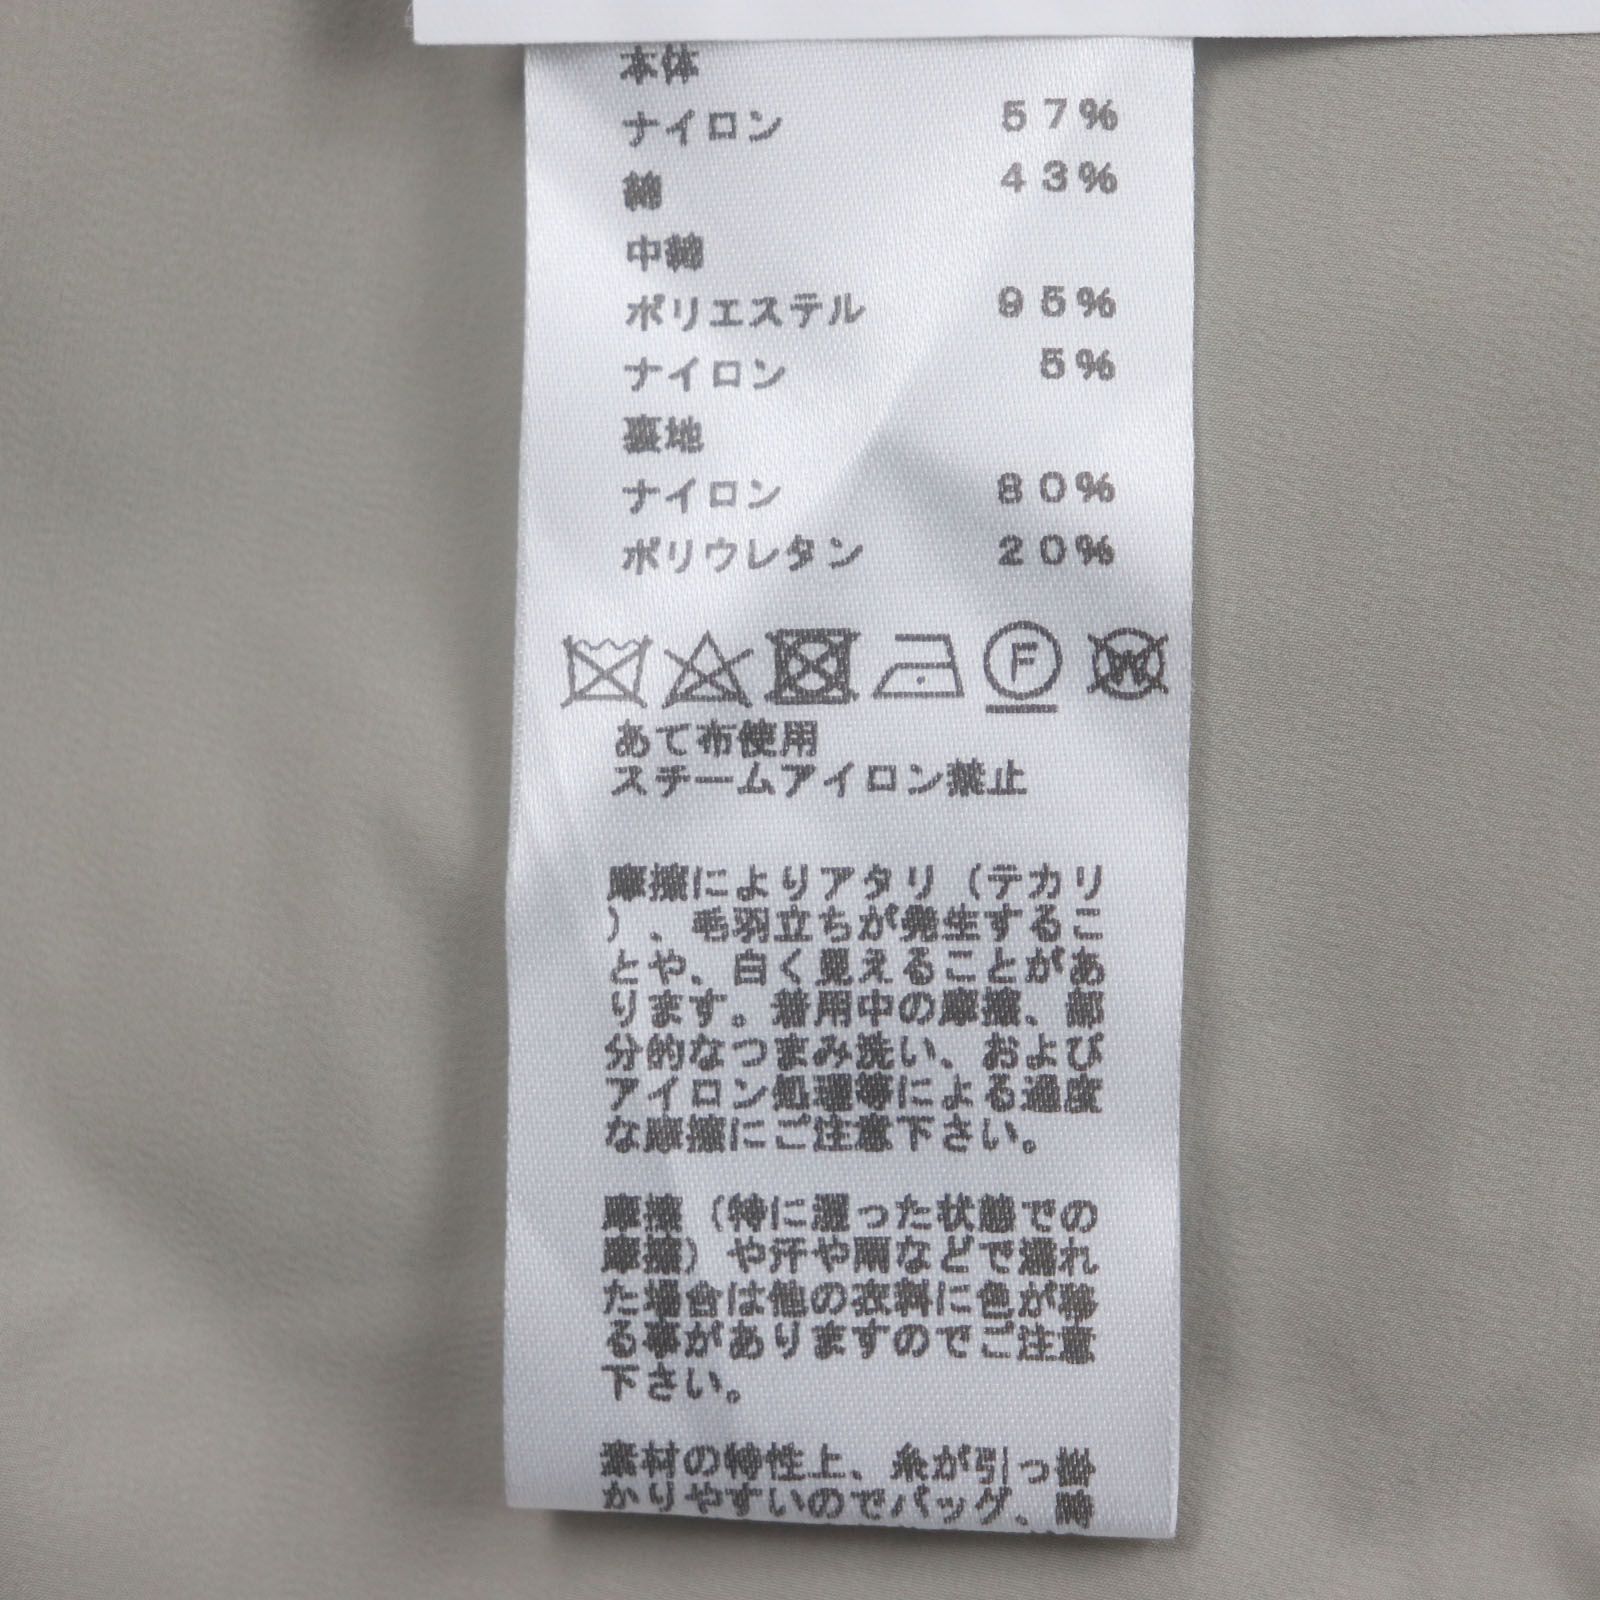 本体
ナイロン 57%
綿 43%
中綿
ポリエステル 95%
ナイロン 5%
裏地
ナイロン 80%
ポリウレタン 20%
F W
あて布使用
スチームアイロン禁止
摩擦によりアタリ（テカリ
）、毛羽立ちが発生するこ
とや、白く見えることがあ
ります。着用中の摩擦、部
分的なつまみ洗い、および
アイロン処理等による過度
な摩擦にご注意下さい。
摩擦（特に湿った状態での
摩擦）や汗や雨などで濡れ
た場合は他の衣料に色が移
る事がありますのでご注意
下さい。
素材の特性上、糸が引っ掛
かりやすいのでバッグ、時